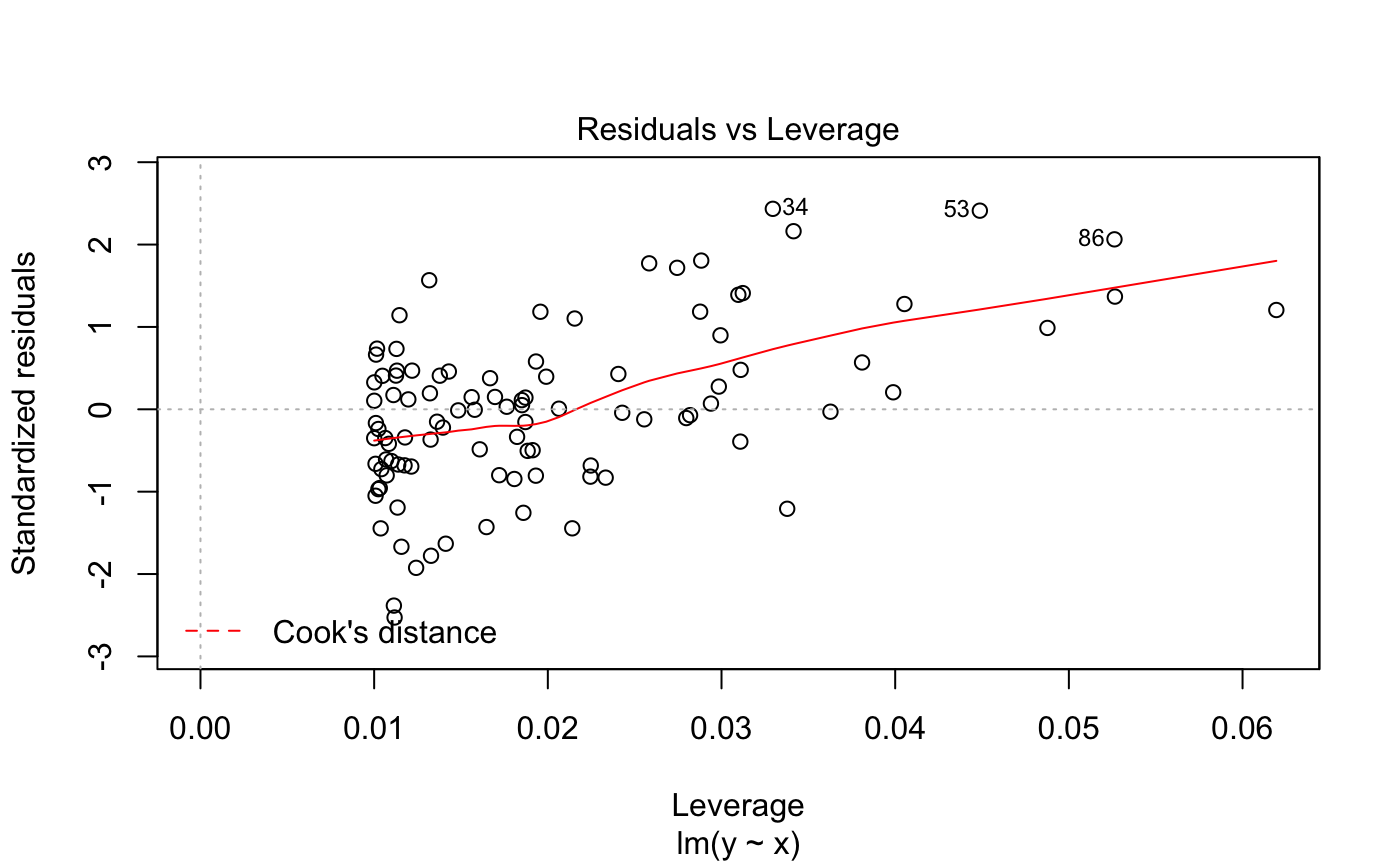 Residuals vs Leverage
Standardized residuals
3
2
1
0
-1
-2
-3
34
53
86
Cook's distance
0.00 0.01 0.02 0.03 0.04 0.05 0.06
Leverage
lm(y ~ x)